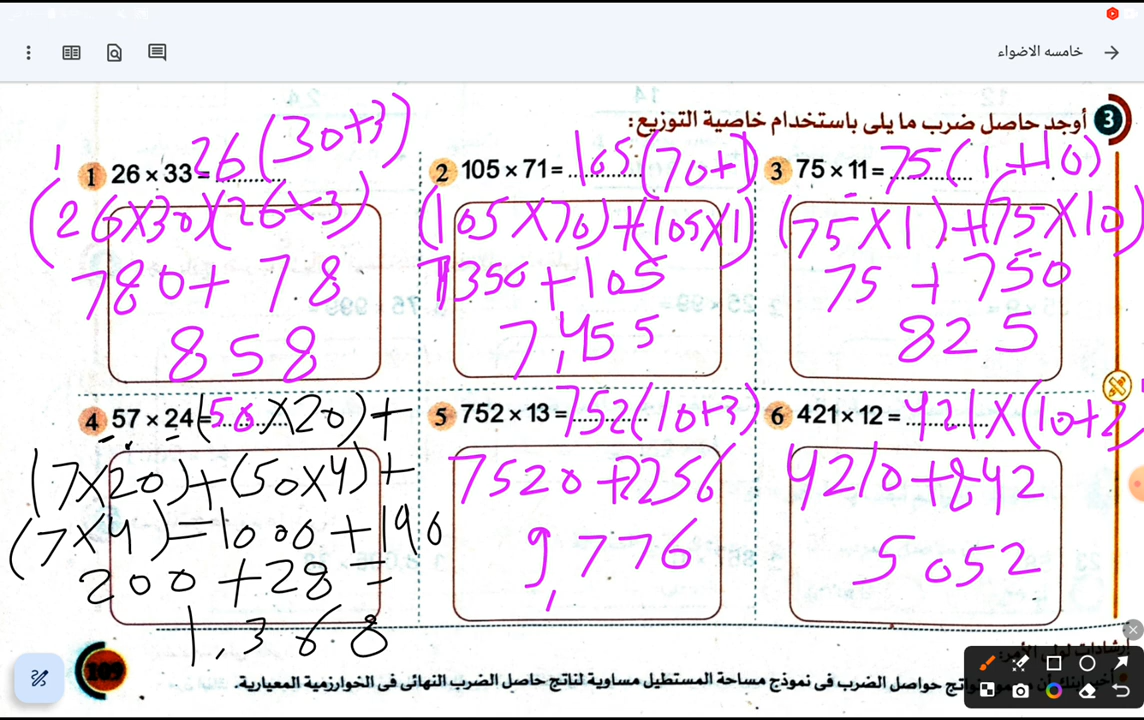 خامسه الاضواء
3 أوجد حاصل ضرب ما يلى باستخدام خاصية التوزيع:
1 26 × 33 = 26 (30+3)
(26×30)(26×3)
780 + 78
858
2 105 × 71 = 105 (70+1)
(105×70)+(105×1)
7350 + 105
7,455
3 75 × 11 = 75 (1+10)
(75×1)+(75×10)
75 + 750
825
4 57 × 24 = (50×20)+
(7×20)+(50×4)+
(7×4)=1000+140
200+28=
1,368
5 752 × 13 = 752 (10+3)
7520+2256
9,776
6 421 × 12 = 421×(10+2)
4210+842
5052
109
حواصل الضرب فى نموذج مساحة المستطيل مساوية لناتج حاصل الضرب النهائى فى الخوارزمية المعيارية.